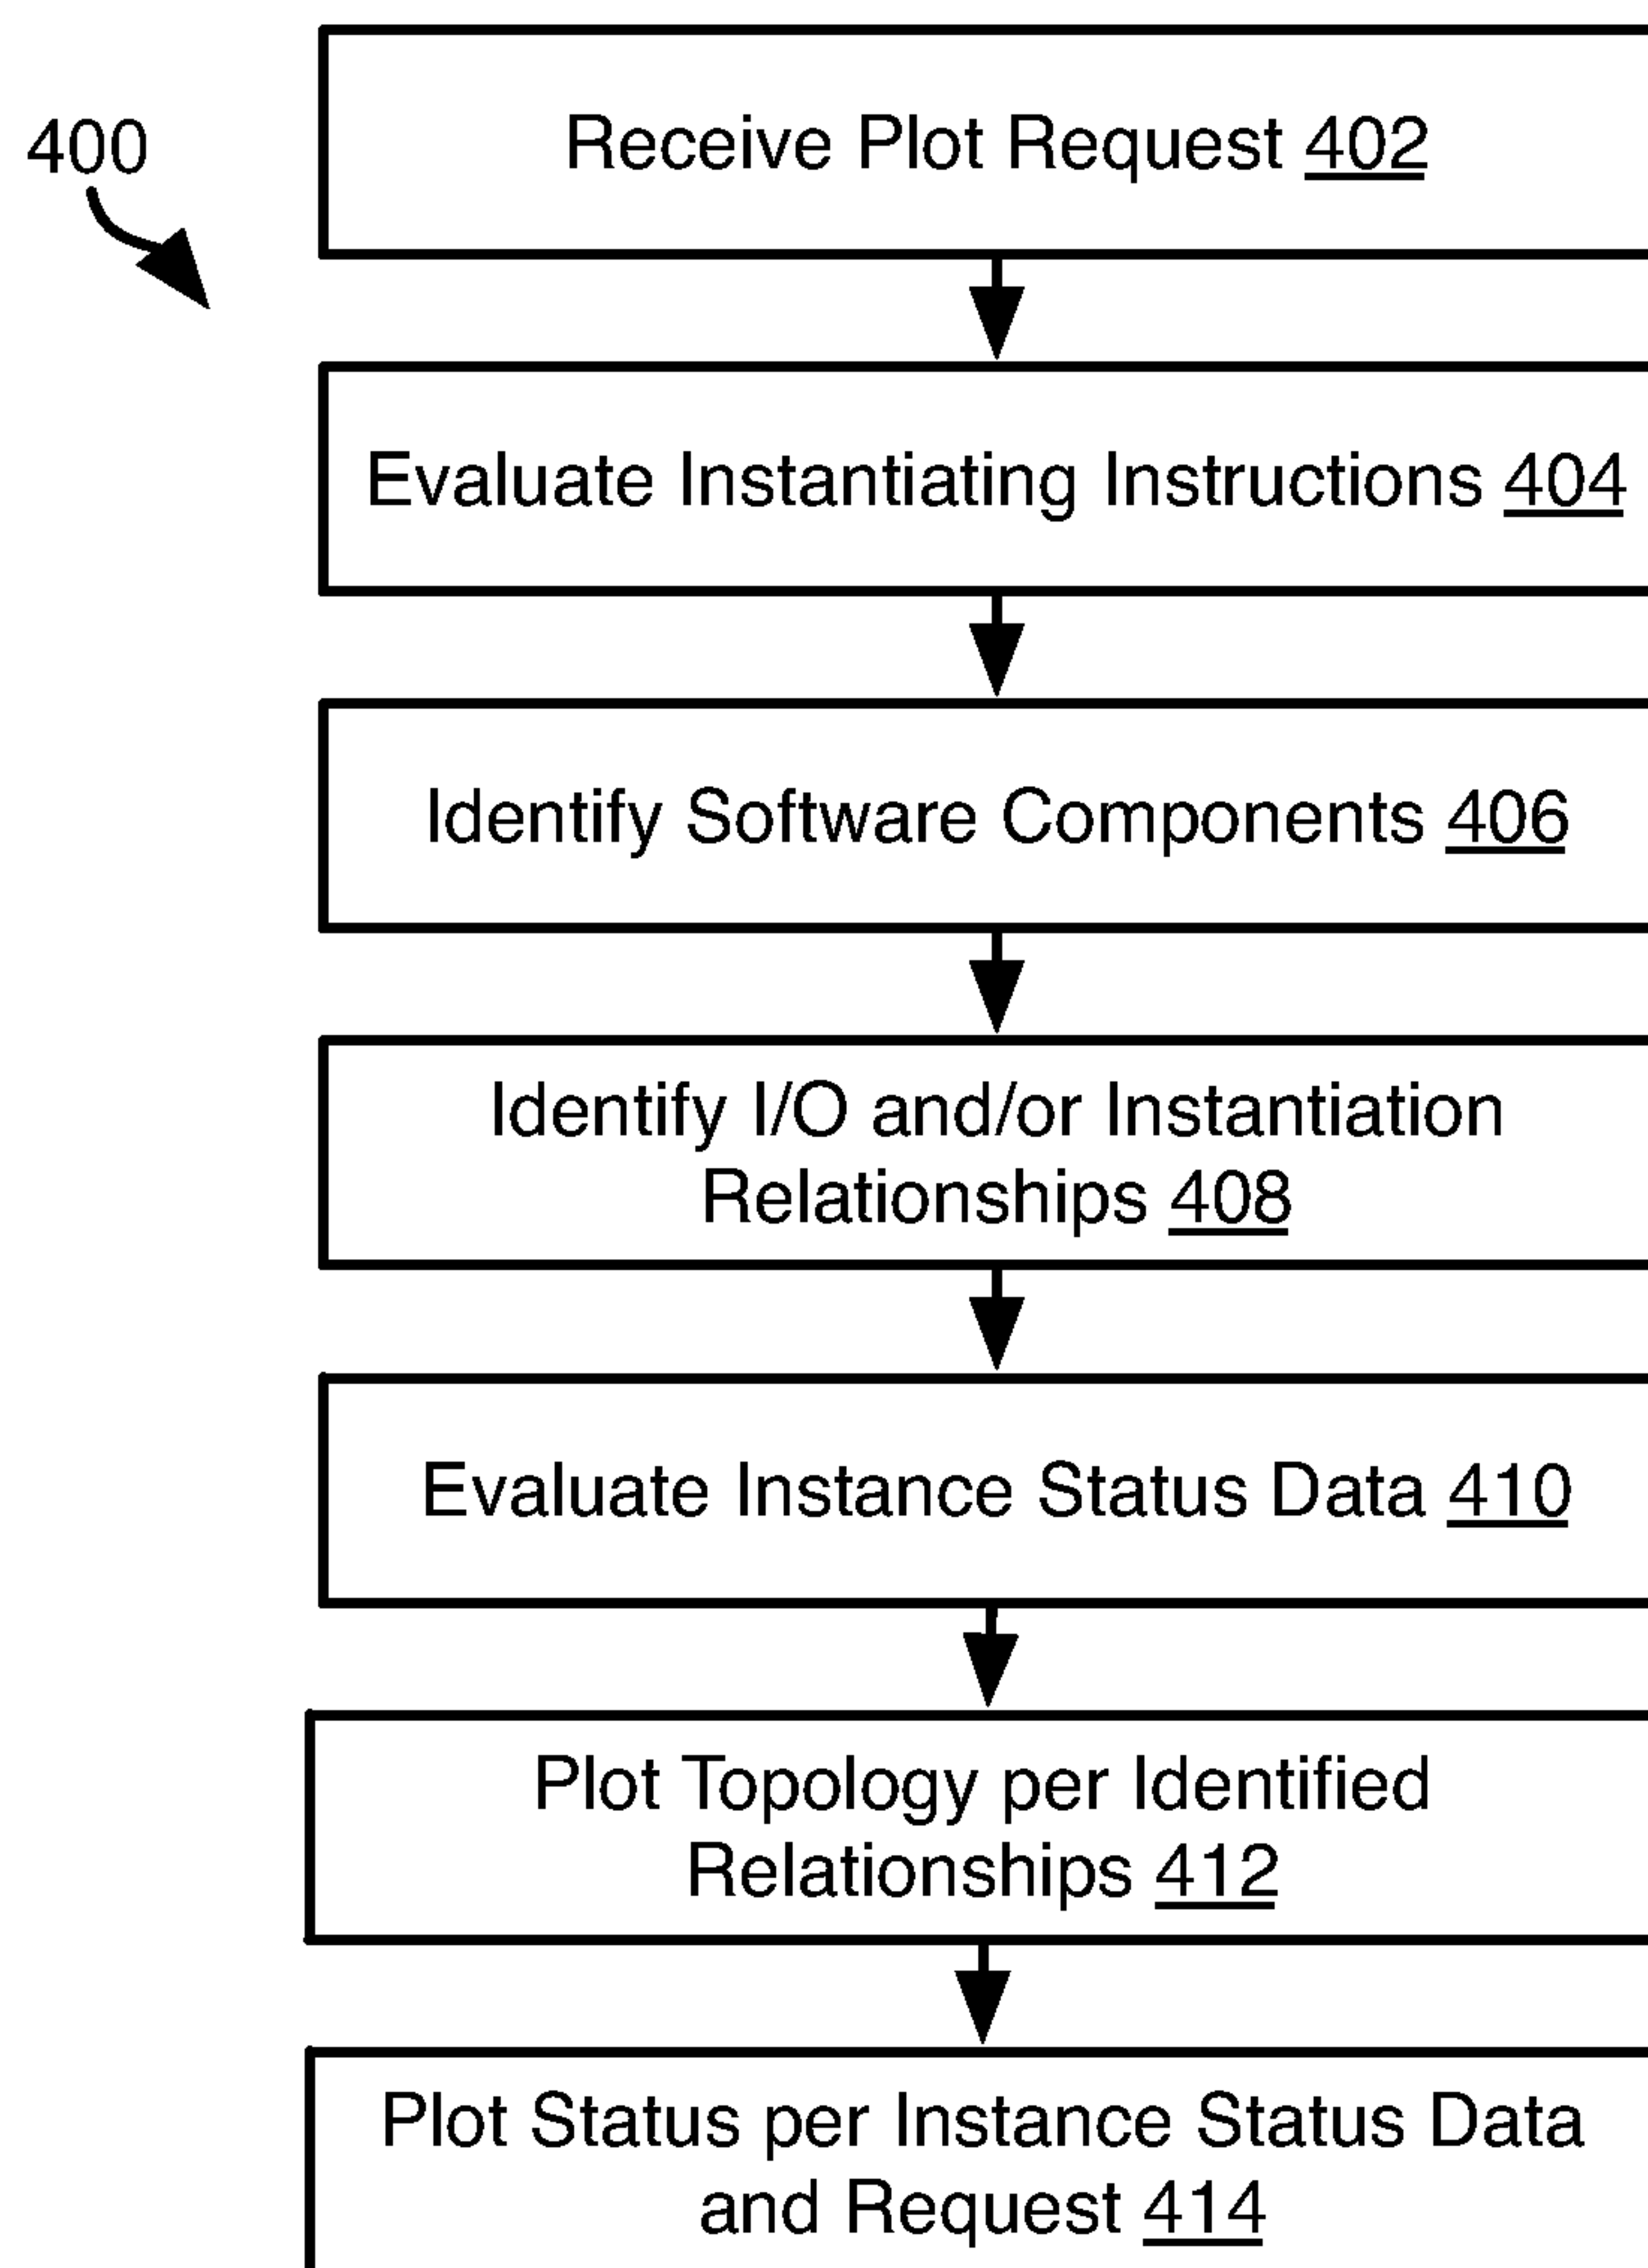 400
Receive Plot Request 402
Evaluate Instantiating Instructions 404
Identify Software Components 406
Identify I/O and/or Instantiation
Relationships 408
Evaluate Instance Status Data 410
Plot Topology per Identified
Relationships 412
Plot Status per Instance Status Data
and Request 414